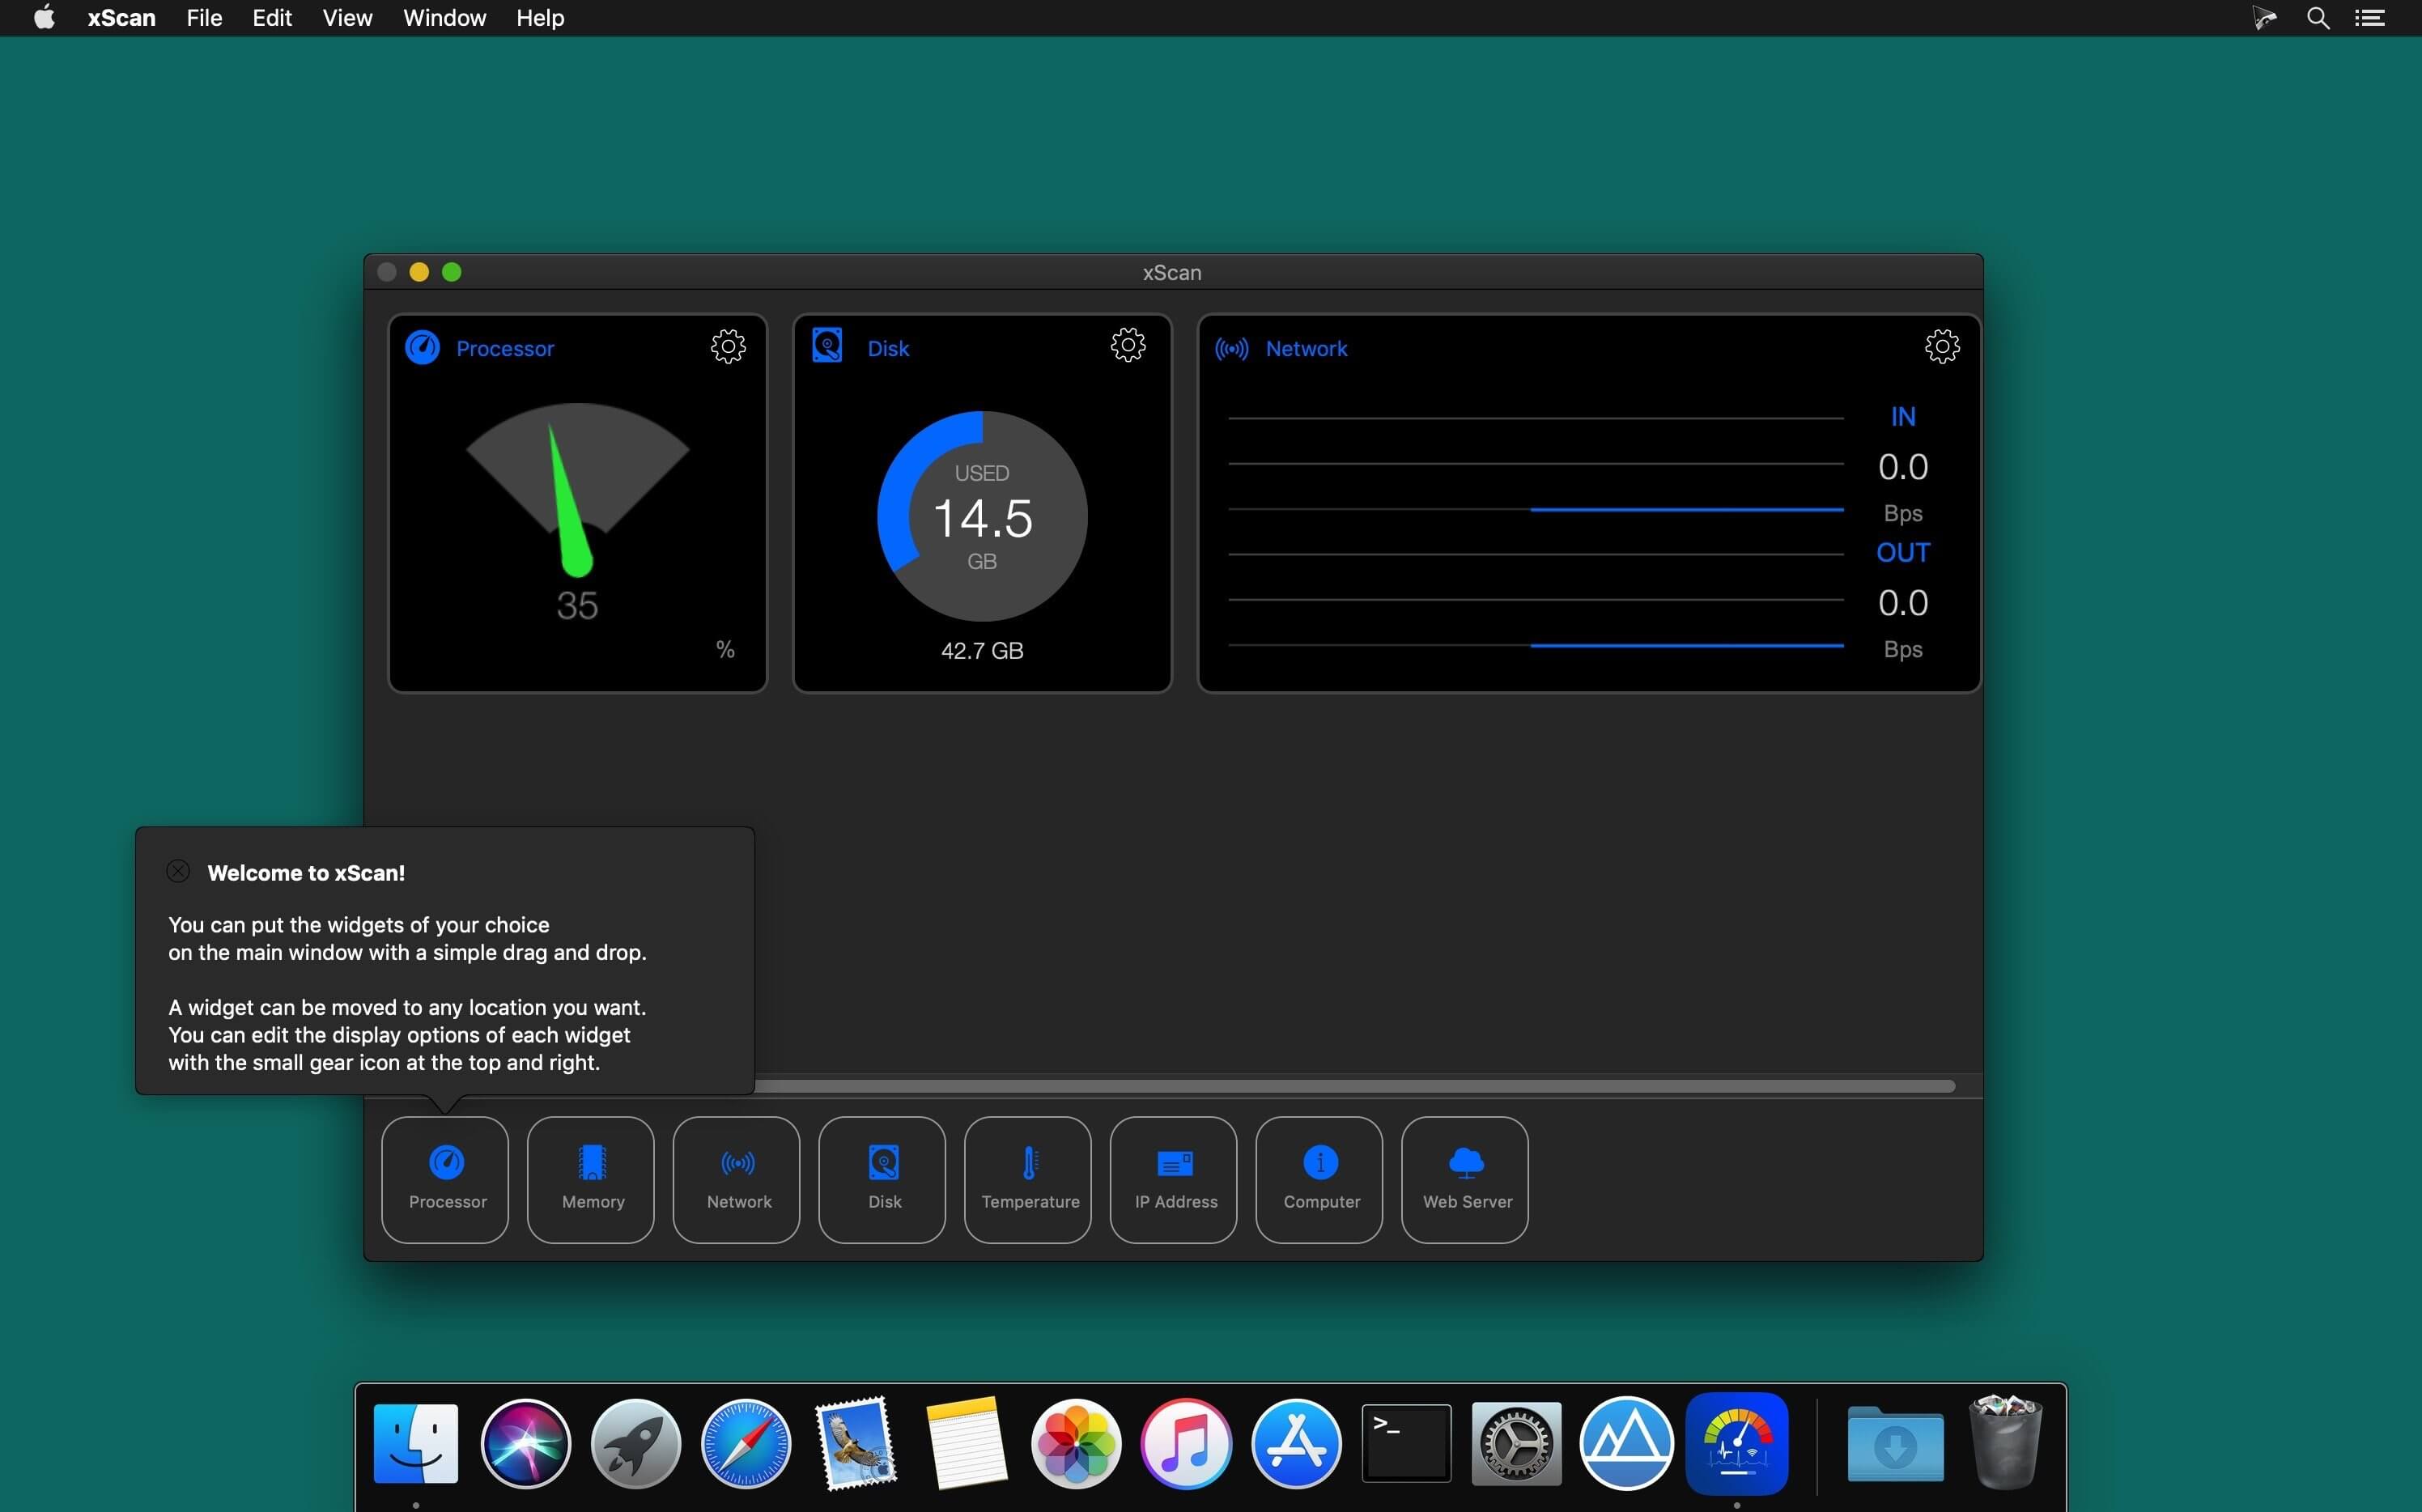 xScan File Edit View Window Help
xScan
Processor
35
%
Disk
USED
14.5
GB
42.7 GB
Network
IN
0.0
Bps
OUT
0.0
Bps
Welcome to xScan!
You can put the widgets of your choice
on the main window with a simple drag and drop.
A widget can be moved to any location you want.
You can edit the display options of each widget
with the small gear icon at the top and right.
Processor
Memory
Network
Disk
Temperature
IP Address
Computer
Web Server
>_